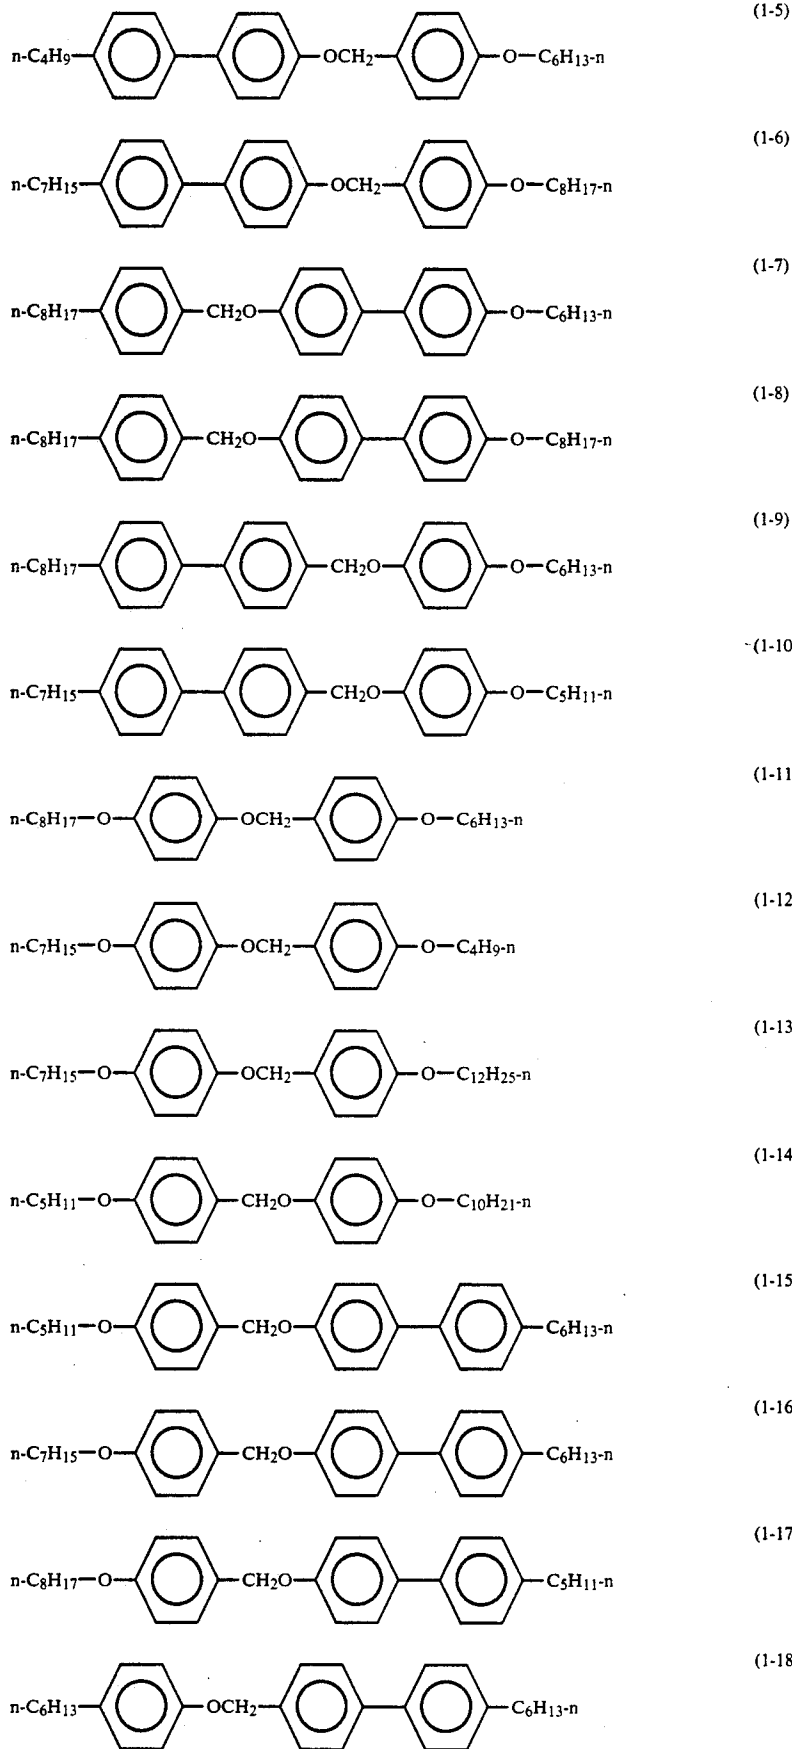 (1-5)
n-C4H9 OCH2 O C6H13-n
(1-6)
n-C7H15 OCH2 O C8H17-n
(1-7)
n-C8H17 CH2O O C6H13-n
(1-8)
n-C8H17 CH2O O C8H17-n
(1-9)
n-C8H17 CH2O O C6H13-n
(1-10
n-C7H15 CH2O O C5H11-n
(1-11
n-C8H17 O OCH2 O C6H13-n
(1-12
n-C7H15 O OCH2 O C4H9-n
(1-13
n-C7H15 O OCH2 O C12H25-n
(1-14
n-C5H11 O CH2O O C10H21-n
(1-15
n-C5H11 O CH2O C6H13-n
(1-16
n-C7H15 O CH2O C6H13-n
(1-17
n-C8H17 O CH2O C5H11-n
(1-18
n-C6H13 OCH2 C6H13-n